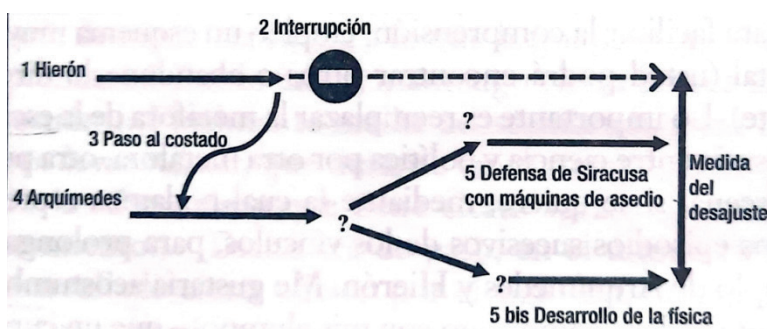 2 Interrupción
1 Hierón
3 Paso al costado
?
Medida
del
desajuste
5 Defensa de Siracusa
con máquinas de asedio
4 Arquímedes
?
?
5 bis Desarrollo de la física